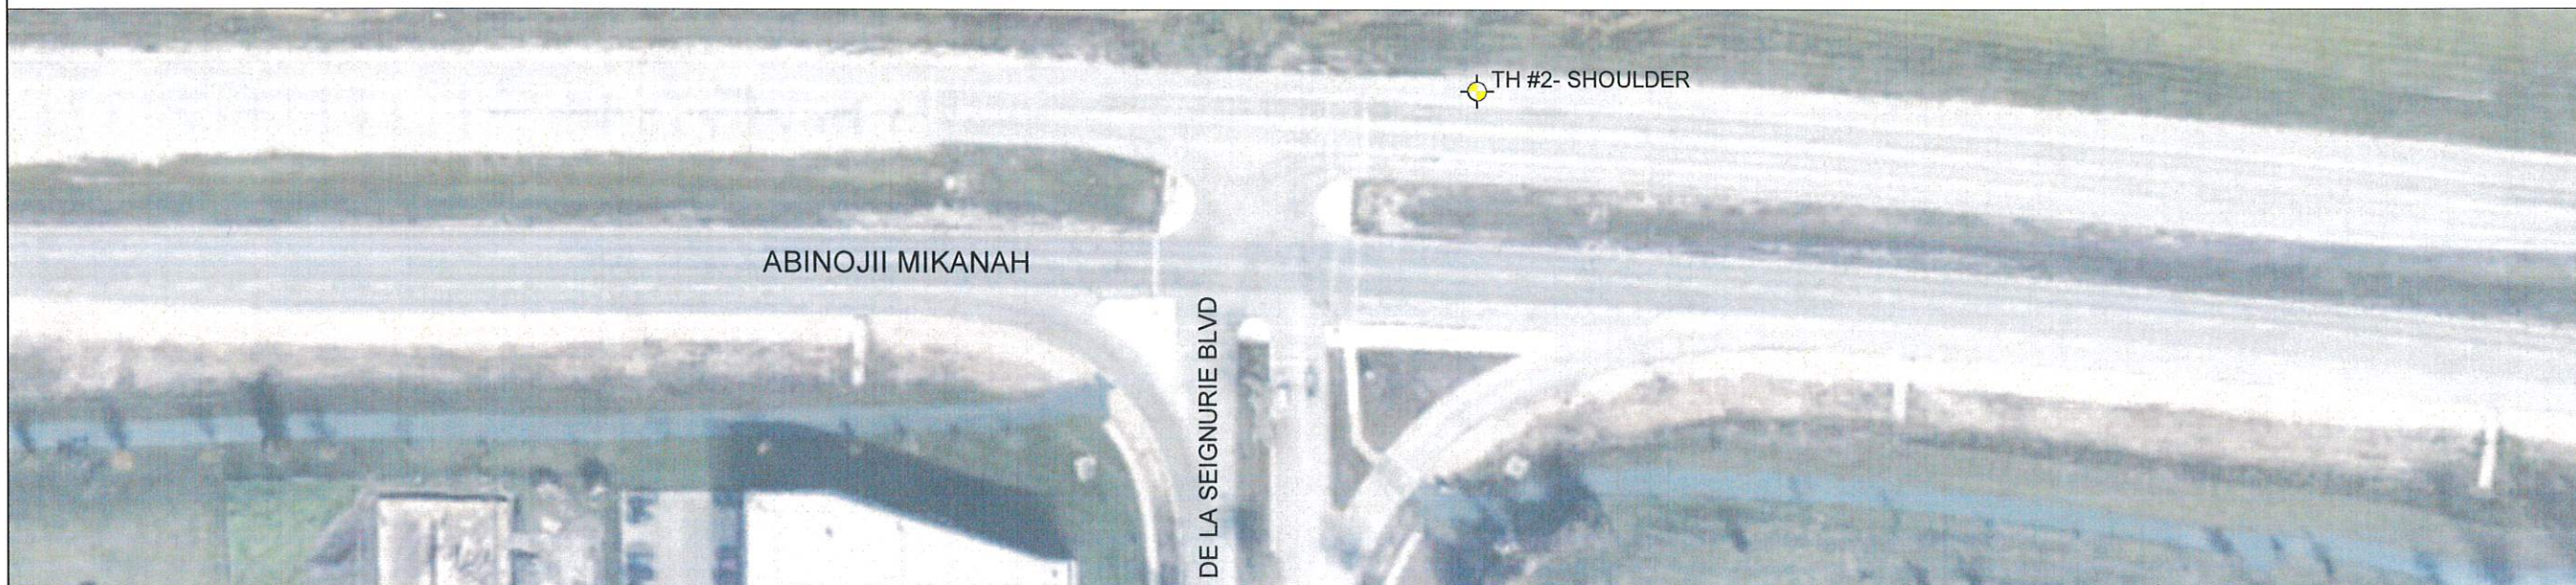 TH #2- SHOULDER
ABINOJII MIKANAH
DE LA SEIGNURIE BLVD